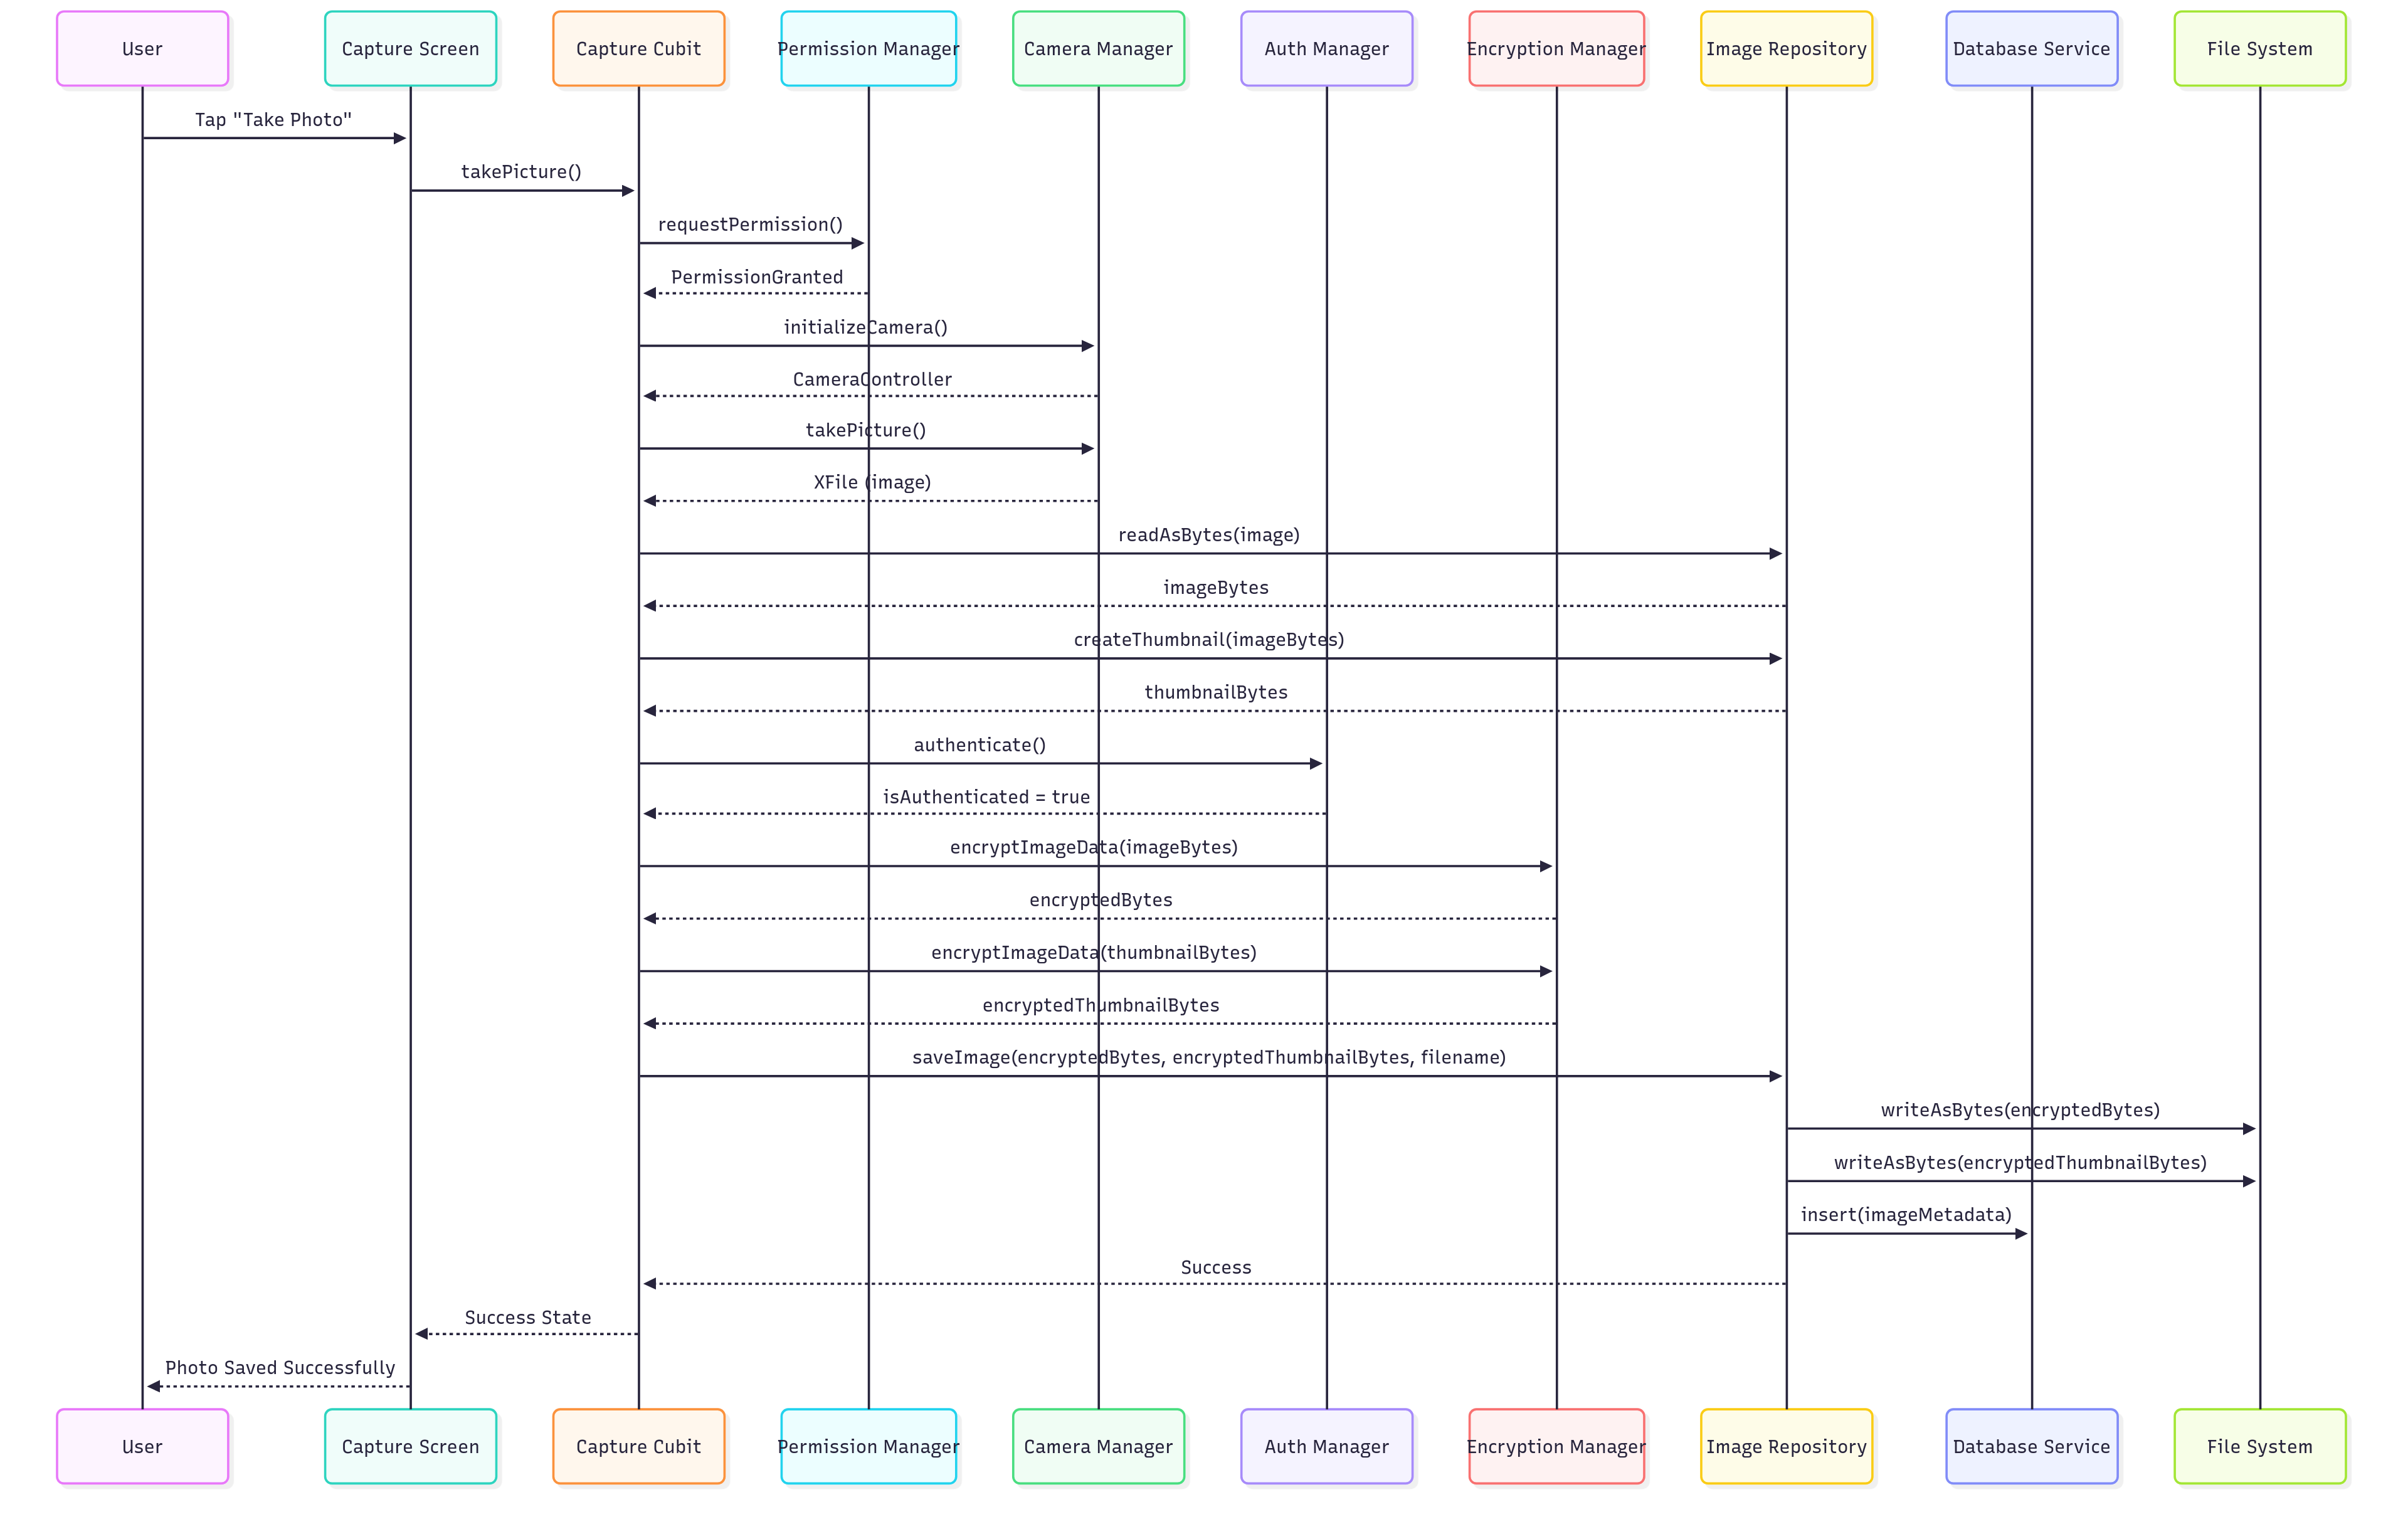 User
Capture Screen
Capture Cubit
Permission Manager
Camera Manager
Auth Manager
Encryption Manager
Image Repository
Database Service
File System
Tap "Take Photo"
takePicture()
requestPermission()
PermissionGranted
initializeCamera()
CameraController
takePicture()
XFile (image)
readAsBytes(image)
imageBytes
createThumbnail(imageBytes)
thumbnailBytes
authenticate()
isAuthenticated = true
encryptImageData(imageBytes)
encryptedBytes
encryptImageData(thumbnailBytes)
encryptedThumbnailBytes
saveImage(encryptedBytes, encryptedThumbnailBytes, filename)
writeAsBytes(encryptedBytes)
writeAsBytes(encryptedThumbnailBytes)
insert(imageMetadata)
Success
Success State
Photo Saved Successfully
User
Capture Screen
Capture Cubit
Permission Manager
Camera Manager
Auth Manager
Encryption Manager
Image Repository
Database Service
File System